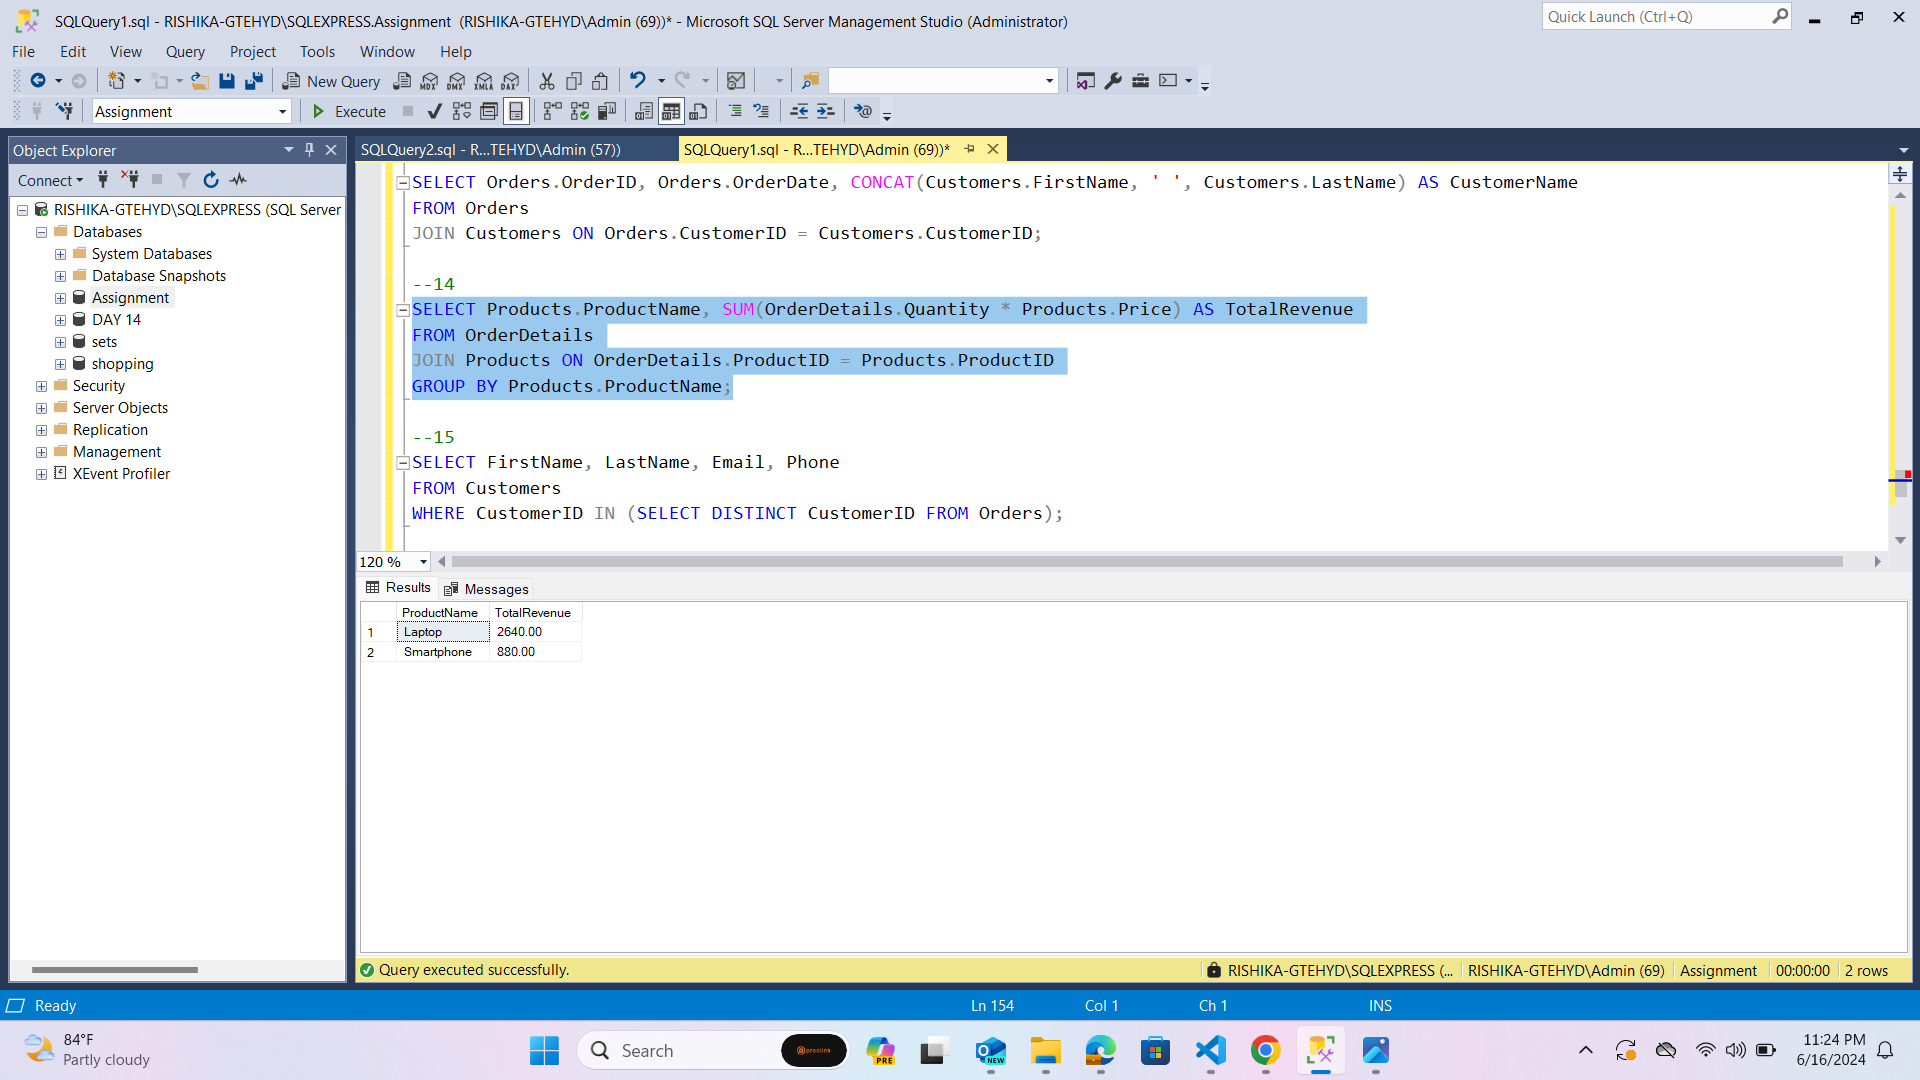 SQLQuery1.sql - RISHIKA-GTEHYD\SQLEXPRESS.Assignment (RISHIKA-GTEHYD\Admin (69))* - Microsoft SQL Server Management Studio (Administrator)
Quick Launch (Ctrl+Q)
File Edit View Query Project Tools Window Help
New Query MDX DMX XMLA DAX
Assignment Execute
Object Explorer
SQLQuery2.sql - R...TEHYD\Admin (57)) SQLQuery1.sql - R...TEHYD\Admin (69))*
Connect
RISHIKA-GTEHYD\SQLEXPRESS (SQL Server
Databases
System Databases
Database Snapshots
Assignment
DAY 14
sets
shopping
Security
Server Objects
Replication
Management
XEvent Profiler
SELECT Orders.OrderID, Orders.OrderDate, CONCAT(Customers.FirstName, ' ', Customers.LastName) AS CustomerName
FROM Orders
JOIN Customers ON Orders.CustomerID = Customers.CustomerID;
--14
SELECT Products.ProductName, SUM(OrderDetails.Quantity * Products.Price) AS TotalRevenue
FROM OrderDetails
JOIN Products ON OrderDetails.ProductID = Products.ProductID
GROUP BY Products.ProductName;
--15
SELECT FirstName, LastName, Email, Phone
FROM Customers
WHERE CustomerID IN (SELECT DISTINCT CustomerID FROM Orders);
120 %
Results Messages
ProductName TotalRevenue
1 Laptop 2640.00
2 Smartphone 880.00
Query executed successfully.
RISHIKA-GTEHYD\SQLEXPRESS (... RISHIKA-GTEHYD\Admin (69) Assignment 00:00:00 2 rows
Ready Ln 154 Col 1 Ch 1 INS
84°F
Partly cloudy
Search
proclink
PRE
NEW
11:24 PM
6/16/2024